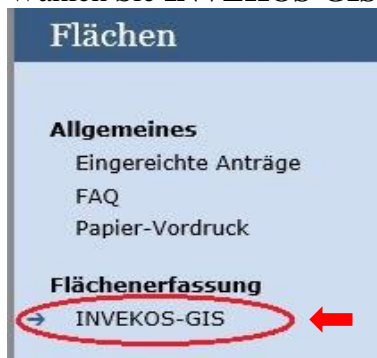 Flächen
Allgemeines
Eingereichte Anträge
FAQ
Papier-Vordruck
Flächenerfassung
INVEKOS-GIS